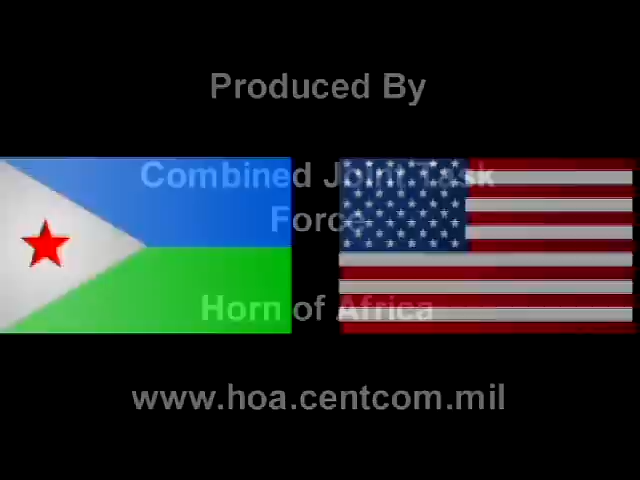 Produced By
Combined Joint Task
Force
Horn of Africa
www.hoa.centcom.mil